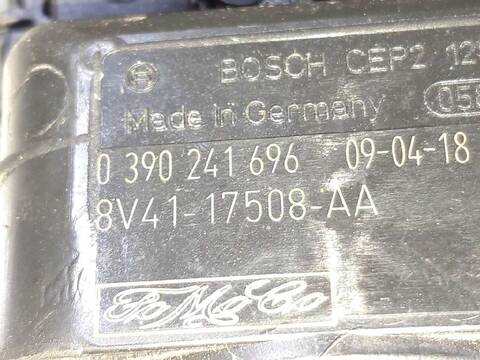 BOSCH CEP2
Made in Germany
0 390 241 696 09-04-18
8V41-17508-AA
FoMoCo